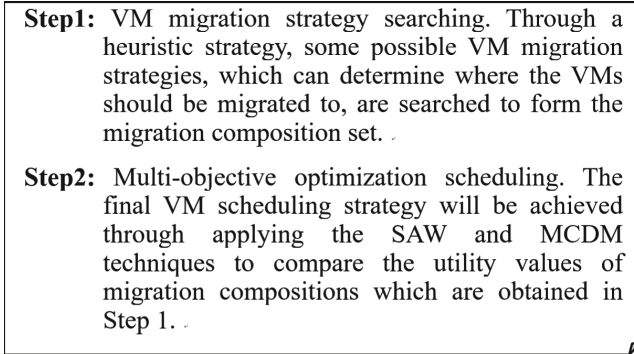 Step1: VM migration strategy searching. Through a
heuristic strategy, some possible VM migration
strategies, which can determine where the VMs
should be migrated to, are searched to form the
migration composition set.
Step2: Multi-objective optimization scheduling. The
final VM scheduling strategy will be achieved
through applying the SAW and MCDM
techniques to compare the utility values of
migration compositions which are obtained in
Step 1.